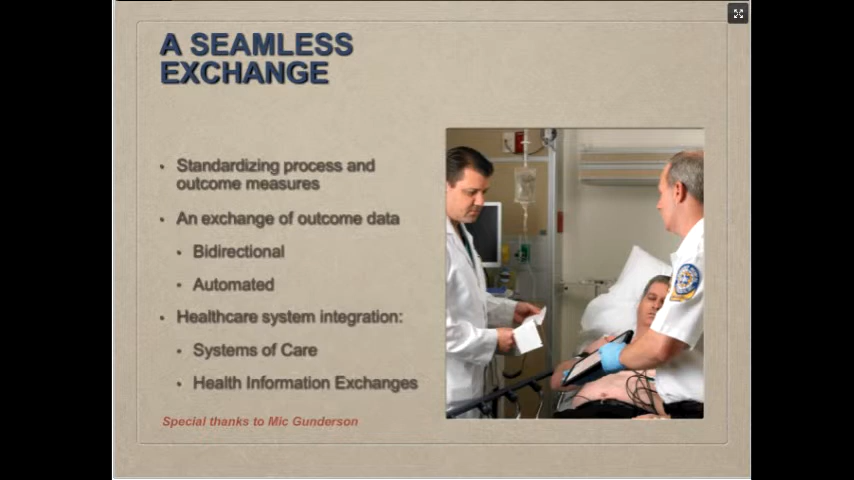 A SEAMLESS
EXCHANGE
• Standardizing process and
outcome measures
• An exchange of outcome data
• Bidirectional
• Automated
• Healthcare system integration:
• Systems of Care
• Health Information Exchanges
Special thanks to Mic Gunderson